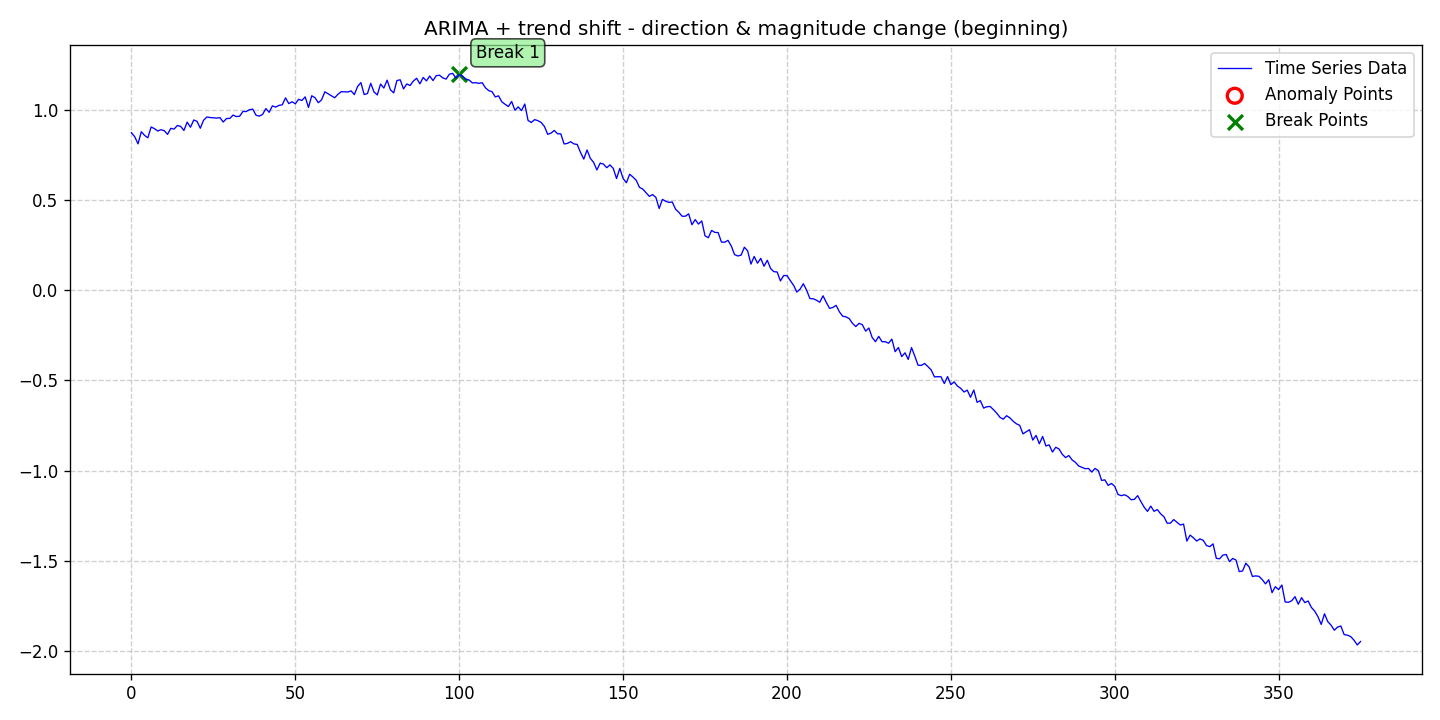 ARIMA + trend shift - direction & magnitude change (beginning)
Break 1
Time Series Data
Anomaly Points
Break Points
1.0
0.5
0.0
−0.5
−1.0
−1.5
−2.0
0 50 100 150 200 250 300 350